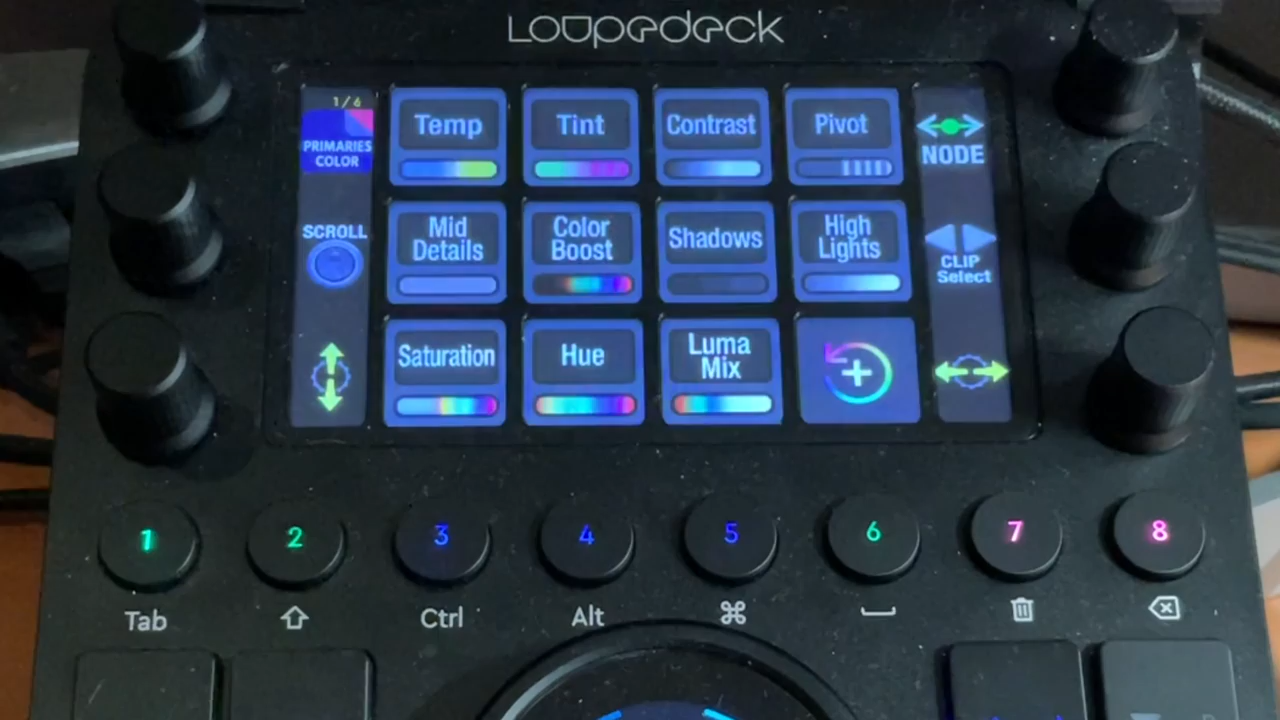 Loupedeck
1/6
PRIMARIES
COLOR
Temp
Tint
Contrast
Pivot
NODE
SCROLL
Mid
Details
Color
Boost
Shadows
High
Lights
CLIP
Select
Saturation
Hue
Luma
Mix
1
2
3
4
5
6
7
8
Tab
Ctrl
Alt
⌘